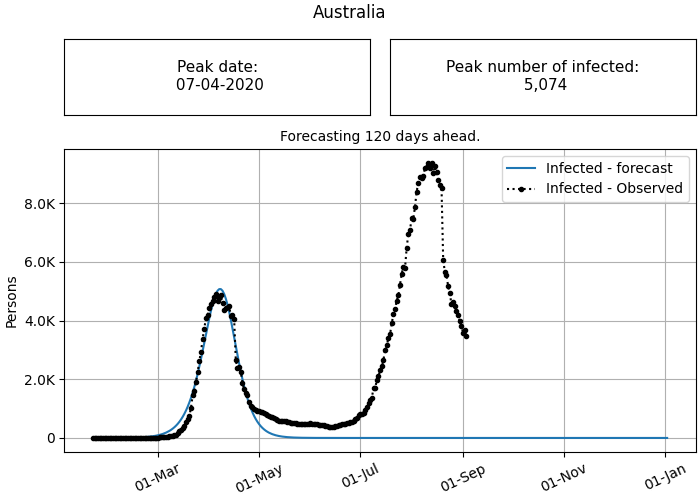 Australia
Peak date:
07-04-2020
Peak number of infected:
5,074
Forecasting 120 days ahead.
Infected - forecast
Infected - Observed
8.0K
6.0K
4.0K
2.0K
0
Persons
01-Mar
01-May
01-Jul
01-Sep
01-Nov
01-Jan